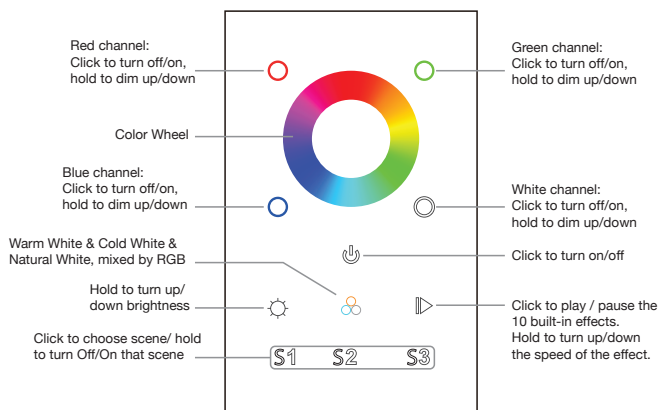 Red channel:
Click to turn off/on,
hold to dim up/down
Green channel:
Click to turn off/on,
hold to dim up/down
Color Wheel
Blue channel:
Click to turn off/on,
hold to dim up/down
White channel:
Click to turn off/on,
hold to dim up/down
Warm White & Cold White &
Natural White, mixed by RGB
Click to turn on/off
Hold to turn up/
down brightness
Click to play / pause the
10 built-in effects.
Hold to turn up/down
the speed of the effect.
Click to choose scene/ hold
to turn Off/On that scene
S1 S2 S3